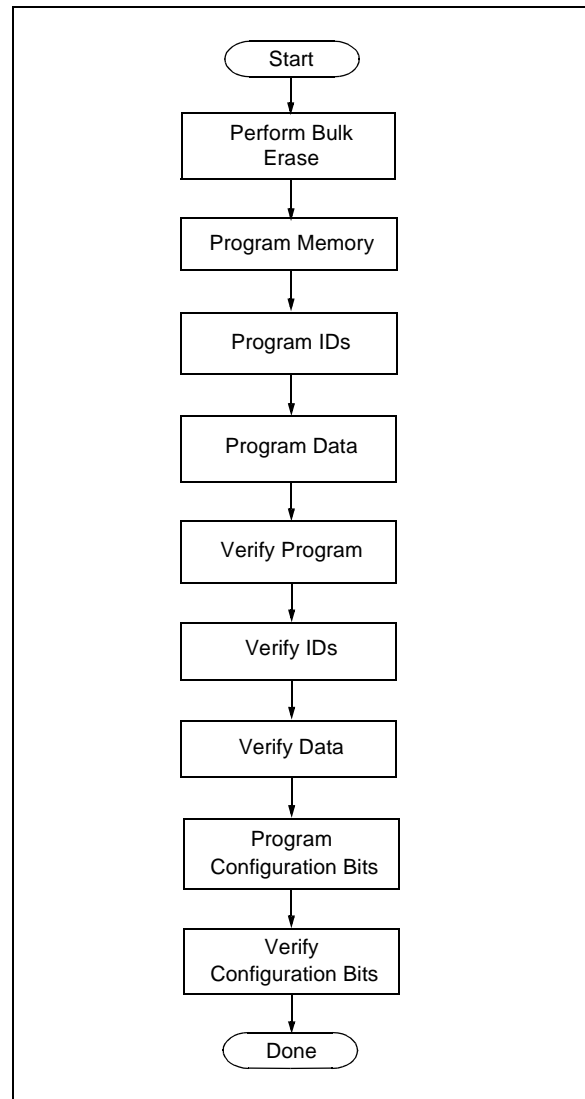 Start
Perform Bulk
Erase
Program Memory
Program IDs
Program Data
Verify Program
Verify IDs
Verify Data
Program
Configuration Bits
Verify
Configuration Bits
Done